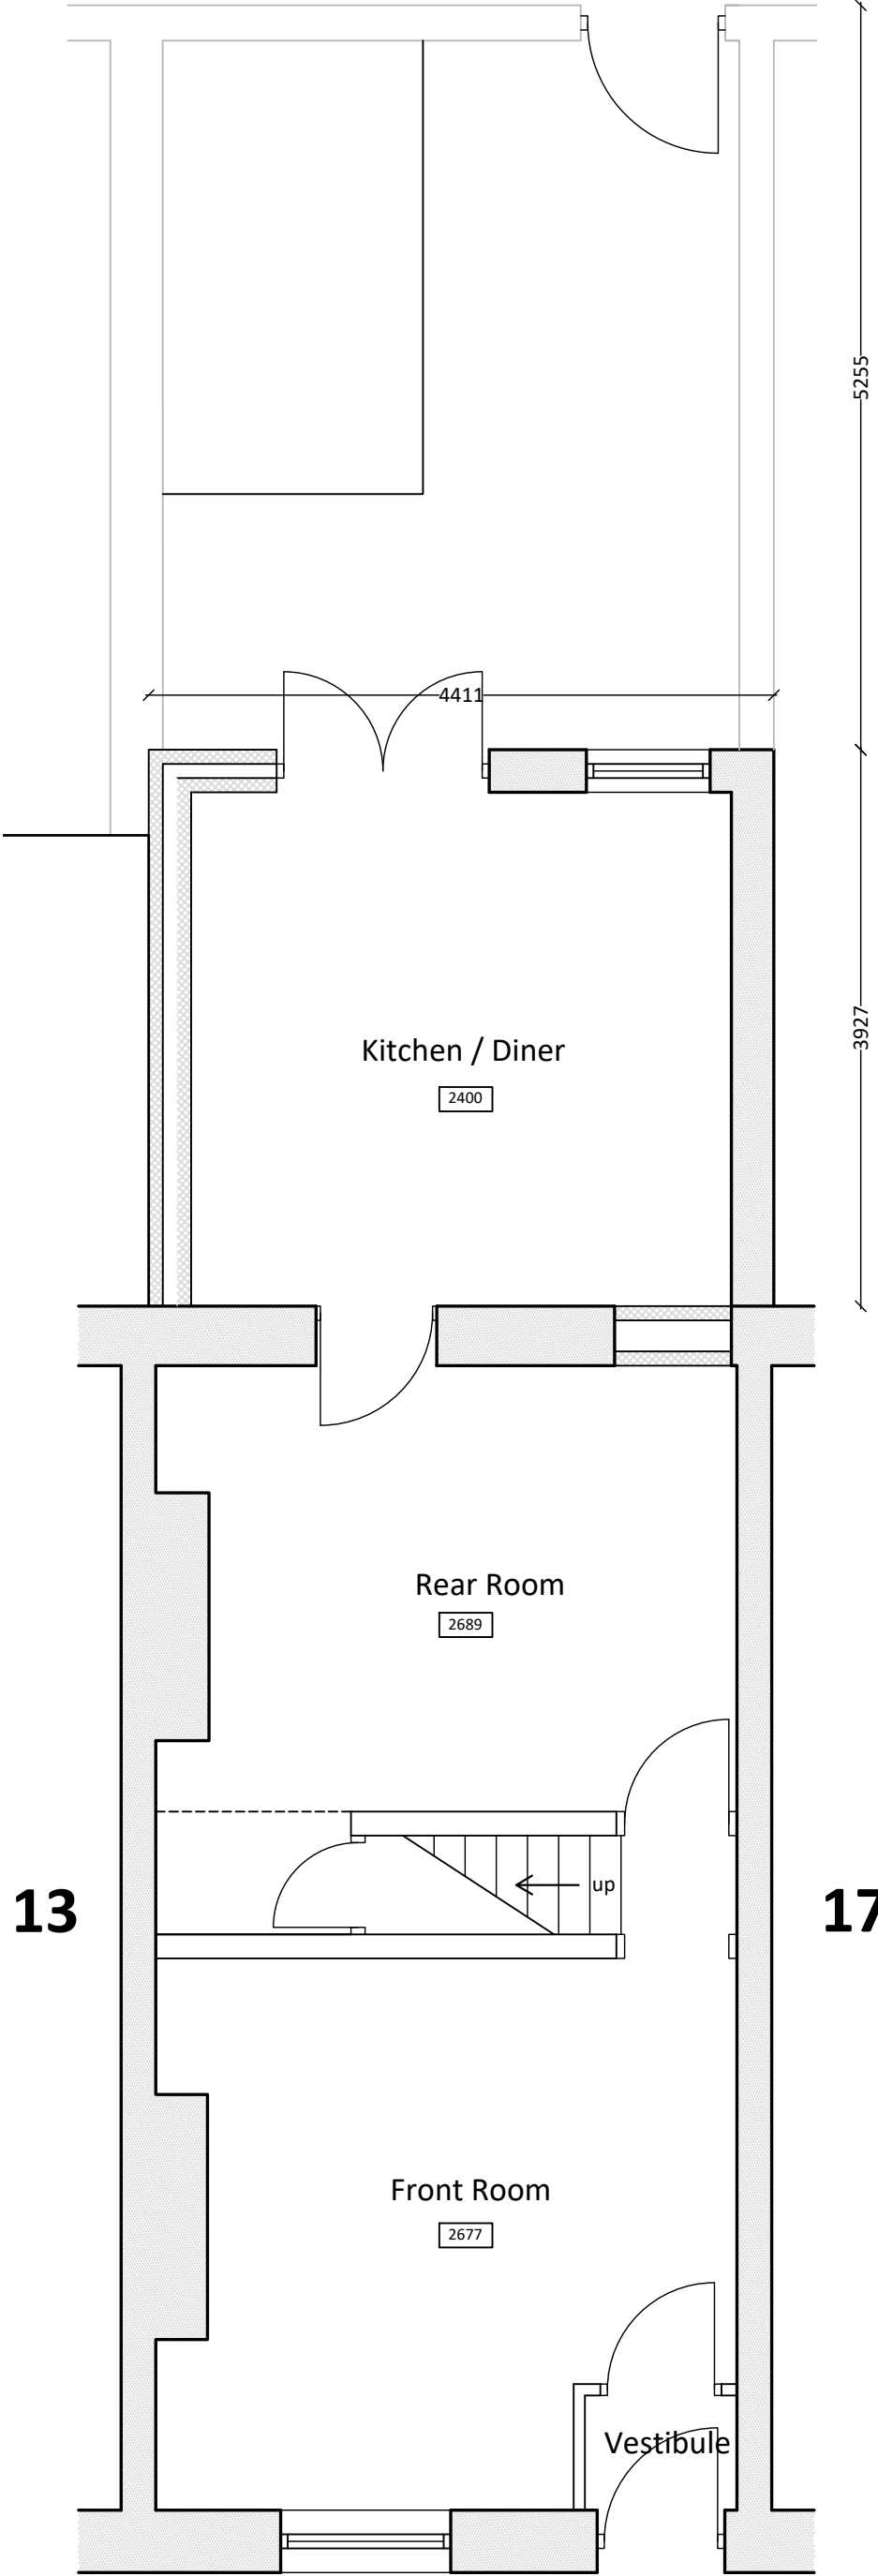 5255
4411
3927
Kitchen / Diner
2400
Rear Room
2689
up
13
17
Front Room
2677
Vestibule